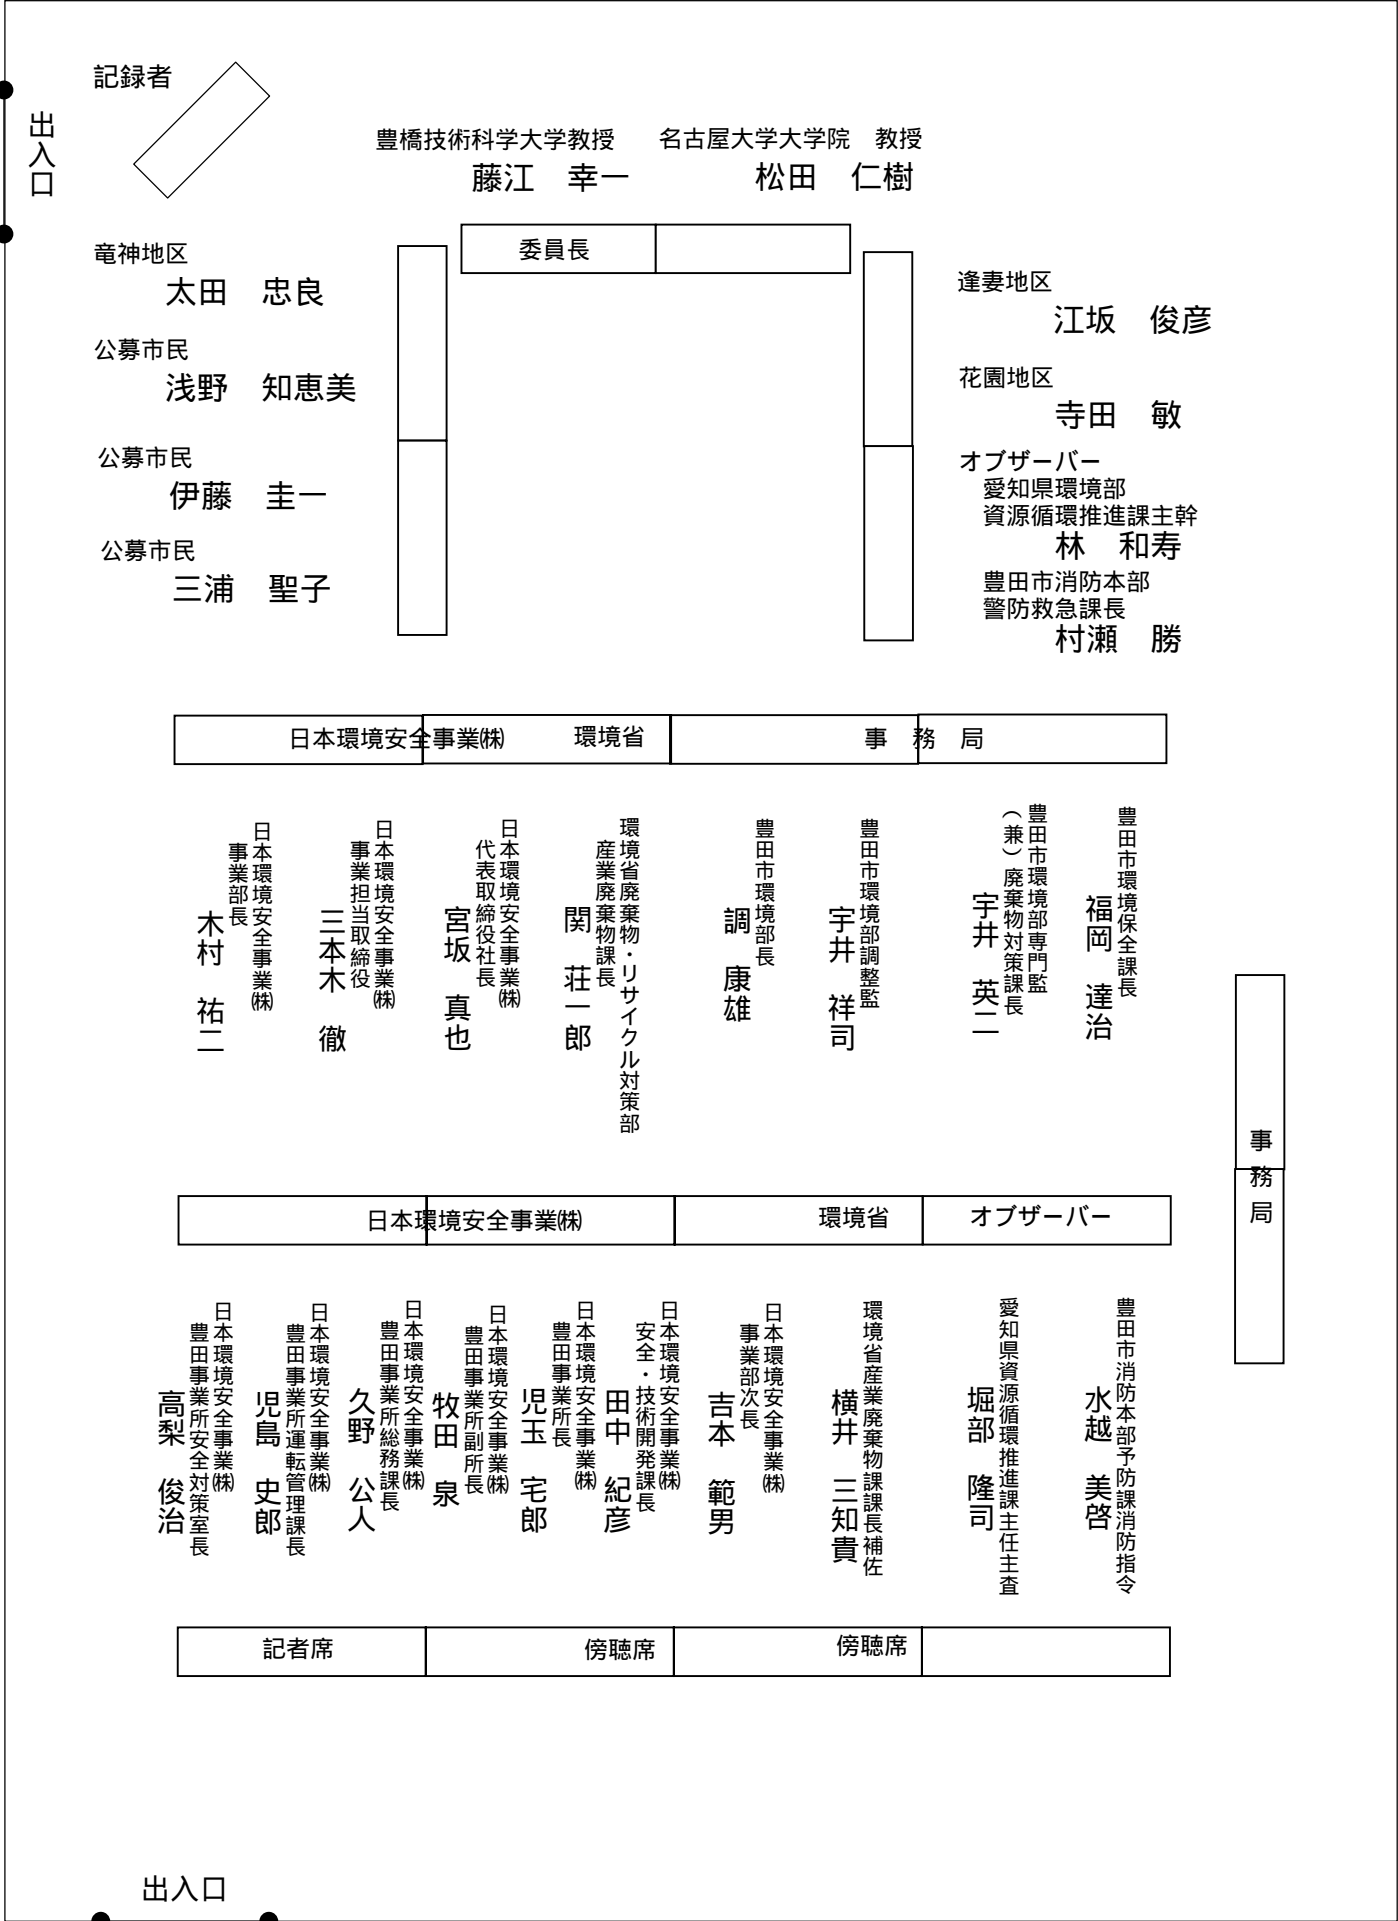 記録者
出入口
豊橋技術科学大学教授
藤江　幸一
名古屋大学大学院　教授
松田　仁樹
委員長
竜神地区
太田　忠良
公募市民
浅野　知恵美
公募市民
伊藤　圭一
公募市民
三浦　聖子
逢妻地区
江坂　俊彦
花園地区
寺田　敏
オブザーバー
愛知県環境部
資源循環推進課主幹
林　和寿
豊田市消防本部
警防救急課長
村瀬　勝
日本環境安全事業㈱
環境省
事　務　局
日本環境安全事業㈱
事業部長
木村　祐二
日本環境安全事業㈱
事業担当取締役
三本木　徹
日本環境安全事業㈱
代表取締役社長
宮坂　真也
環境省廃棄物・リサイクル対策部
産業廃棄物課長
関　荘一郎
豊田市環境部長
調　康雄
豊田市環境部調整監
宇井　祥司
豊田市環境部専門監
（兼）廃棄物対策課長
宇井　英二
豊田市環境保全課長
福岡　達治
事務局
日本環境安全事業㈱
環境省
オブザーバー
日本環境安全事業㈱
豊田事業所安全対策室長
高梨　俊治
日本環境安全事業㈱
豊田事業所運転管理課長
児島　史郎
日本環境安全事業㈱
豊田事業所総務課長
久野　公人
日本環境安全事業㈱
豊田事業所副所長
牧田　泉
日本環境安全事業㈱
豊田事業所長
児玉　宅郎
日本環境安全事業㈱
安全・技術開発課長
田中　紀彦
日本環境安全事業㈱
事業部次長
吉本　範男
環境省産業廃棄物課課長補佐
横井　三知貴
愛知県資源循環推進課主任主査
堀部　隆司
豊田市消防本部予防課消防指令
水越　美啓
記者席
傍聴席
傍聴席
出入口